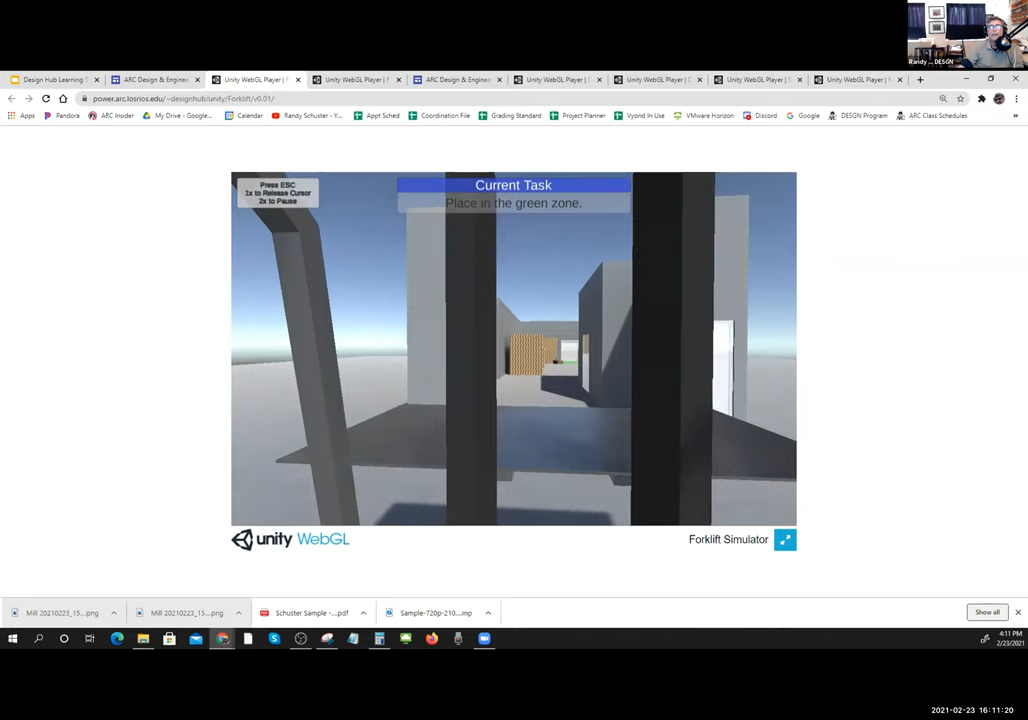 Randy ... DESGN
Design Hub Learning S
ARC Design & Enginee
Unity WebGL Player | F
Unity WebGL Player | F
ARC Design & Enginee
Unity WebGL Player | D
Unity WebGL Player | D
Unity WebGL Player | S
Unity WebGL Player |
power.arc.losrios.edu/~designhub/unity/Forklift/v0.01/
Apps
Pandora
ARC Insider
My Drive - Google...
Calendar
Randy Schuster - Y...
Appt Sched
Coordination File
Grading Standard
Project Planner
Vyond In Use
VMware Horizon
Discord
Google
DESGN Program
ARC Class Schedules
Press ESC
1x to Release Cursor
2x to Pause
Current Task
Place in the green zone.
unity WebGL
Forklift Simulator
Mill 20210223_15....png
Mill 20210223_15....png
Schuster Sample -....pdf
Sample-720p-210....mp
Show all
4:11 PM
2/23/2021
2021-02-23 16:11:20